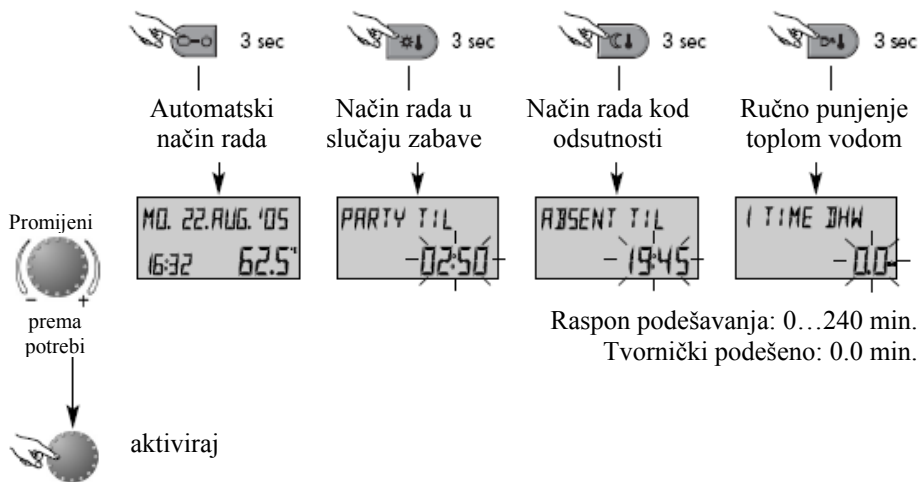 3 sec 3 sec 3 sec 3 sec
Automatski način rada
Način rada u slučaju zabave
Način rada kod odsutnosti
Ručno punjenje toplom vodom
MO. 22.AUG. '05
16:32 62.5°
PARTY TIL
02:50
ABSENT TIL
19:45
1 TIME DHW
0.0
Promijeni
- +
prema
potrebi
Raspon podešavanja: 0…240 min.
Tvornički podešeno: 0.0 min.
aktiviraj